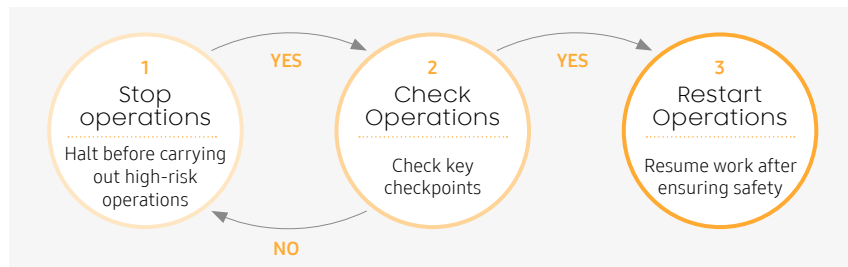 1
Stop
operations
Halt before carrying
out high-risk
operations
YES
2
Check
Operations
Check key
checkpoints
NO
YES
3
Restart
Operations
Resume work after
ensuring safety